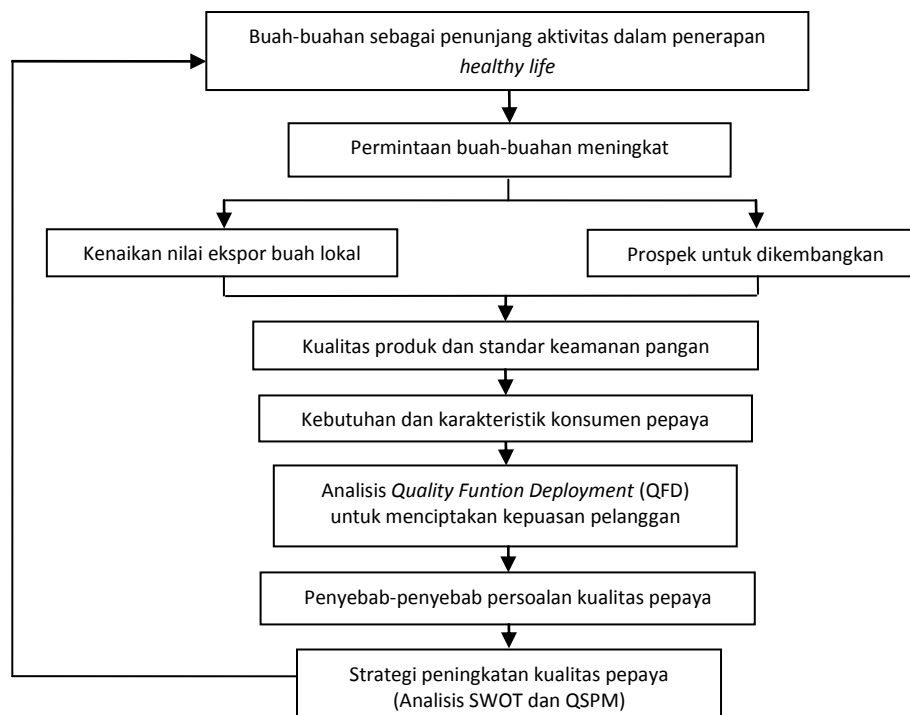 Buah-buahan sebagai penunjang aktivitas dalam penerapan
healthy life
Permintaan buah-buahan meningkat
Kenaikan nilai ekspor buah lokal
Prospek untuk dikembangkan
Kualitas produk dan standar keamanan pangan
Kebutuhan dan karakteristik konsumen pepaya
Analisis Quality Funtion Deployment (QFD)
untuk menciptakan kepuasan pelanggan
Penyebab-penyebab persoalan kualitas pepaya
Strategi peningkatan kualitas pepaya
(Analisis SWOT dan QSPM)